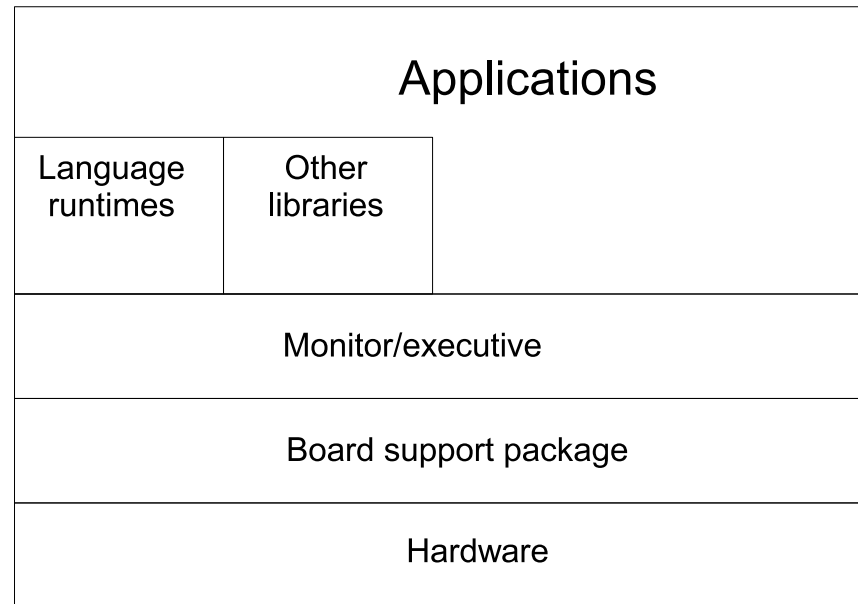 Applications
Language
runtimes
Other
libraries
Monitor/executive
Board support package
Hardware